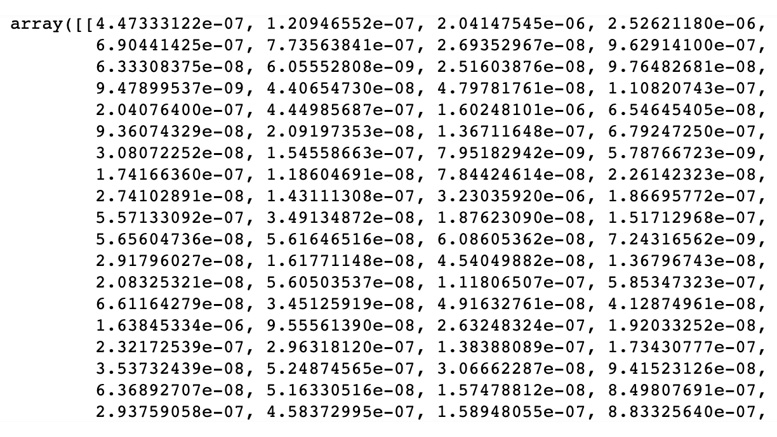 array([[4.47333122e-07, 1.20946552e-07, 2.04147545e-06, 2.52621180e-06,
6.90441425e-07, 7.73563841e-07, 2.69352967e-08, 9.62914100e-07,
6.33308375e-08, 6.05552808e-09, 2.51603876e-08, 9.76482681e-08,
9.47899537e-09, 4.40654730e-08, 4.79781761e-08, 1.10820743e-07,
2.04076400e-07, 4.44985687e-07, 1.60248101e-06, 6.54645405e-08,
9.36074329e-08, 2.09197353e-08, 1.36711648e-07, 6.79247250e-07,
3.08072252e-08, 1.54558663e-07, 7.95182942e-09, 5.78766723e-09,
1.74166360e-07, 1.18604691e-08, 7.84424614e-08, 2.26142323e-08,
2.74102891e-08, 1.43111308e-07, 3.23035920e-06, 1.86695772e-07,
5.57133092e-07, 3.49134872e-08, 1.87623090e-08, 1.51712968e-07,
5.65604736e-08, 5.61646516e-08, 6.08605362e-08, 7.24316562e-09,
2.91796027e-08, 1.61771148e-08, 4.54049882e-08, 1.36796743e-08,
2.08325321e-08, 5.60503537e-08, 1.11806507e-07, 5.85347323e-07,
6.61164279e-08, 3.45125919e-08, 4.91632761e-08, 4.12874961e-08,
1.63845334e-06, 9.55561390e-08, 2.63248324e-07, 1.92033252e-08,
2.32172539e-07, 2.96318120e-07, 1.38388089e-07, 1.73430777e-07,
3.53732439e-08, 5.24874565e-07, 3.06662287e-08, 9.41523126e-08,
6.36892707e-08, 5.16330516e-08, 1.57478812e-08, 8.49807691e-07,
2.93759058e-07, 4.58372995e-07, 1.58948055e-07, 8.83325640e-07,